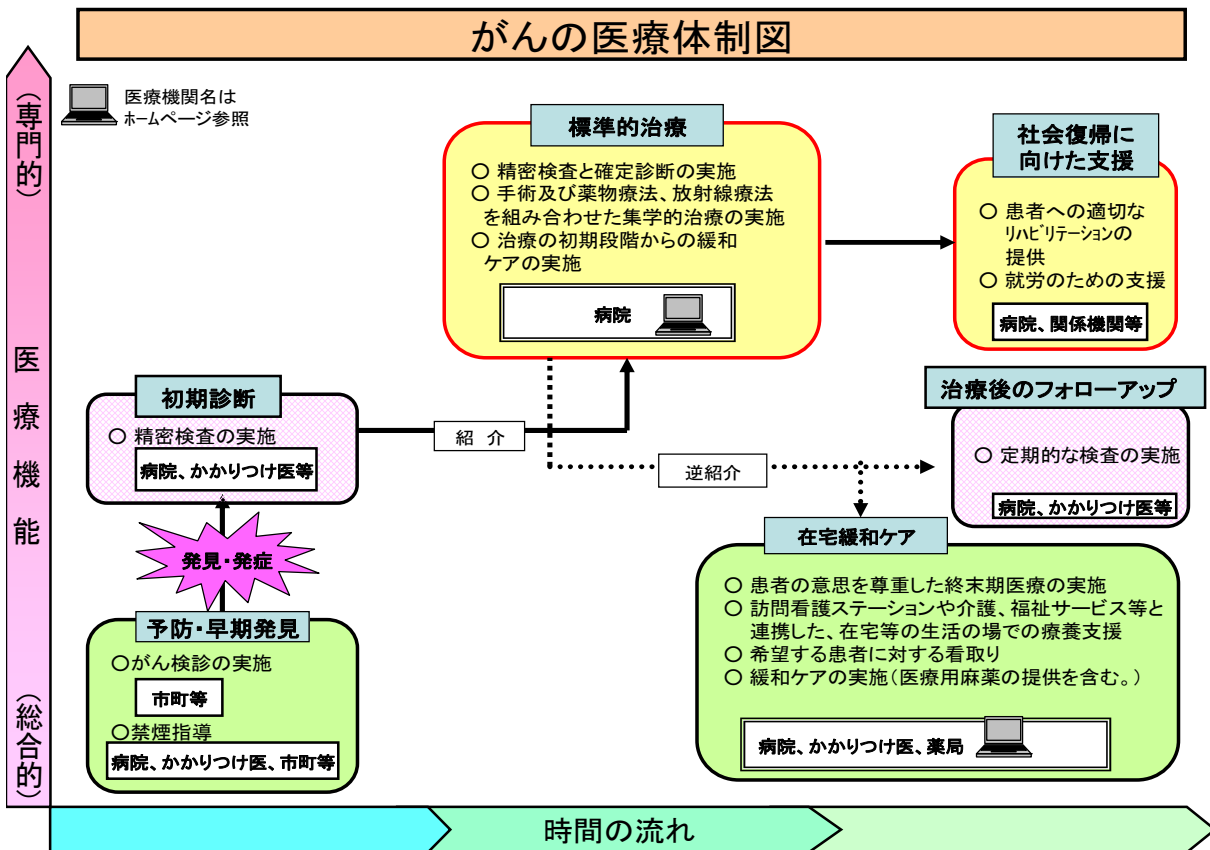 がんの医療体制図
(専門的)
医療機能
(総合的)
医療機関名は
ホームページ参照
標準的治療
○ 精密検査と確定診断の実施
○ 手術及び薬物療法、放射線療法
を組み合わせた集学的治療の実施
○ 治療の初期段階からの緩和
ケアの実施
病院
社会復帰に
向けた支援
○ 患者への適切な
リハビリテーションの
提供
○ 就労のための支援
病院、関係機関等
初期診断
○ 精密検査の実施
病院、かかりつけ医等
紹 介
逆紹介
治療後のフォローアップ
○ 定期的な検査の実施
病院、かかりつけ医等
発見・発症
予防・早期発見
○がん検診の実施
市町等
○禁煙指導
病院、かかりつけ医、市町等
在宅緩和ケア
○ 患者の意思を尊重した終末期医療の実施
○ 訪問看護ステーションや介護、福祉サービス等と
連携した、在宅等の生活の場での療養支援
○ 希望する患者に対する看取り
○ 緩和ケアの実施(医療用麻薬の提供を含む。)
病院、かかりつけ医、薬局
時間の流れ